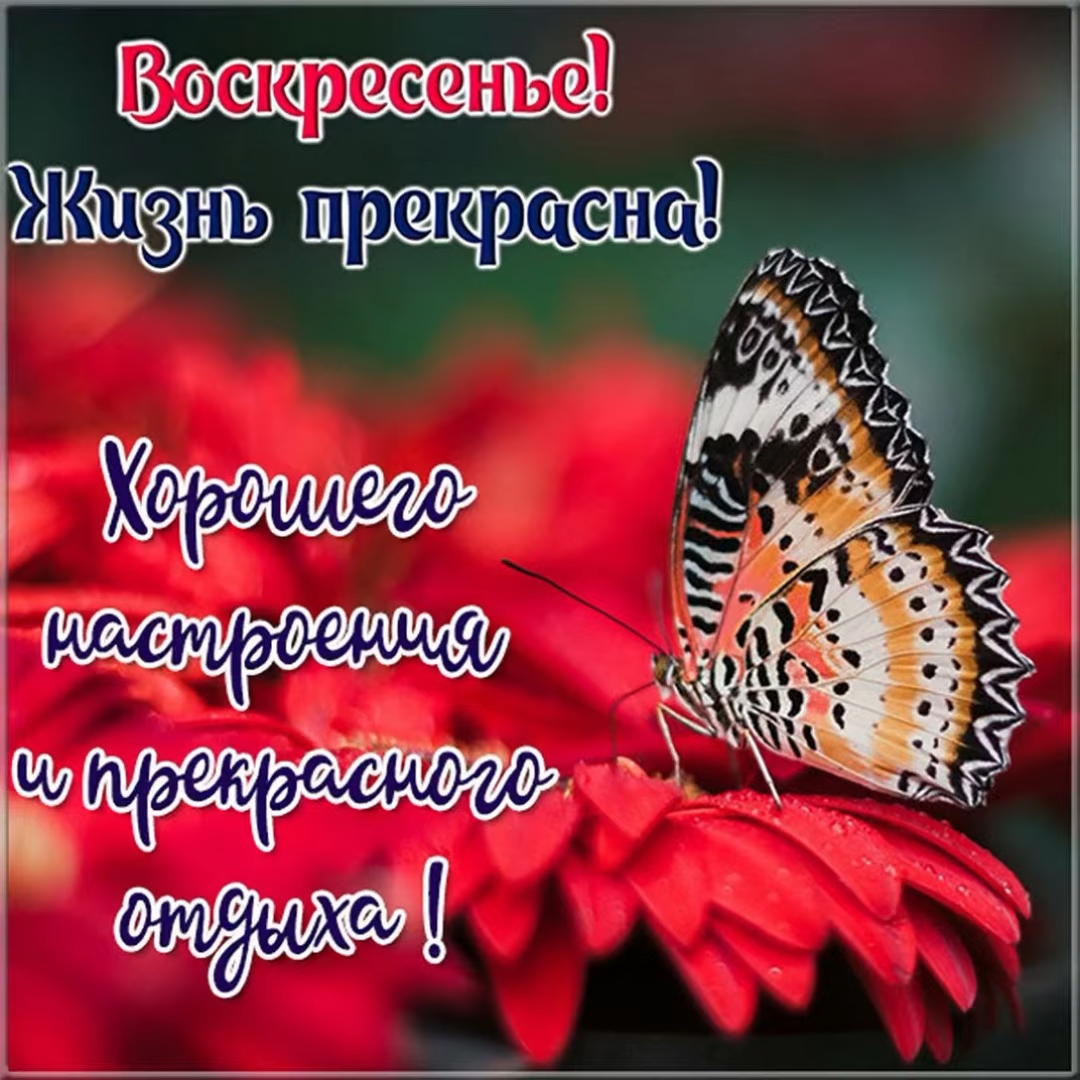 Воскресенье!
Жизнь прекрасна!
Хорошего
настроения
и прекрасного
отдыха !